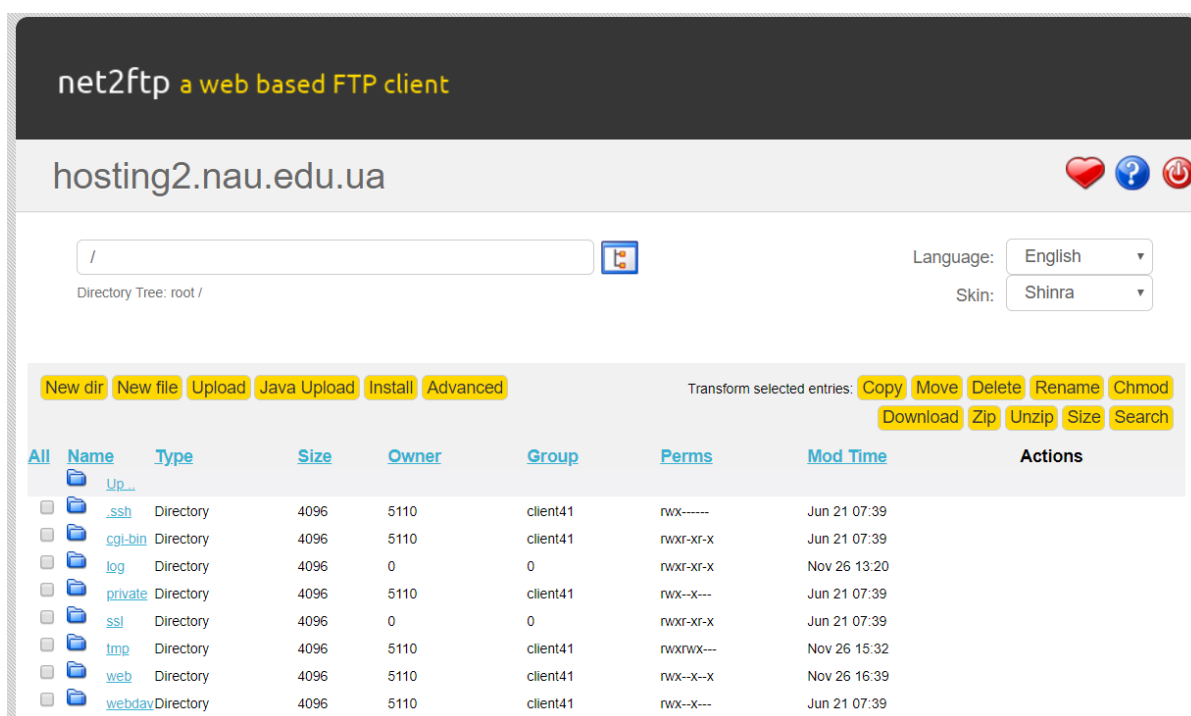 net2ftp a web based FTP client
hosting2.nau.edu.ua
/
Directory Tree: root /
Language: English
Skin: Shinra
New dir New file Upload Java Upload Install Advanced
Transform selected entries: Copy Move Delete Rename Chmod
Download Zip Unzip Size Search
All Name Type Size Owner Group Perms Mod Time Actions
Up ..
.ssh Directory 4096 5110 client41 rwx------ Jun 21 07:39
cgi-bin Directory 4096 5110 client41 rwxr-xr-x Jun 21 07:39
log Directory 4096 0 0 rwxr-xr-x Nov 26 13:20
private Directory 4096 5110 client41 rwx--x--- Jun 21 07:39
ssl Directory 4096 0 0 rwxr-xr-x Jun 21 07:39
tmp Directory 4096 5110 client41 rwxrwx--- Nov 26 15:32
web Directory 4096 5110 client41 rwx--x--x Nov 26 16:39
webdav Directory 4096 5110 client41 rwx--x--- Jun 21 07:39